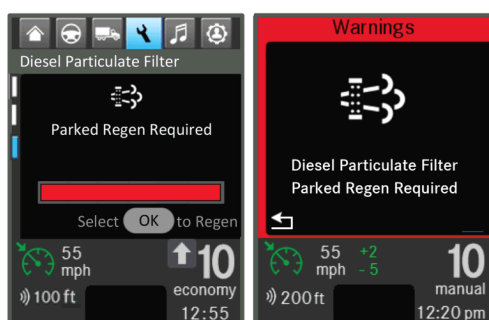 Diesel Particulate Filter
Parked Regen Required
Select OK to Regen
55
mph
10
economy
100 ft
12:55
Warnings
Diesel Particulate Filter
Parked Regen Required
55 +2
mph - 5
10
manual
200 ft
12:20 pm